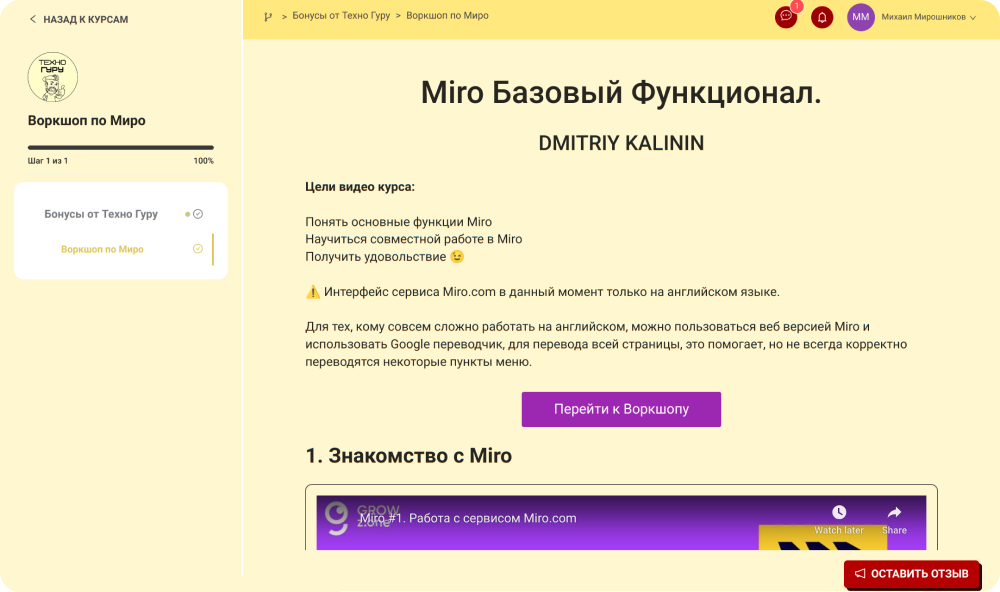 НАЗАД К КУРСАМ
> Бонусы от Техно Гуру > Воркшоп по Миро
1
ММ
Михаил Мирошников
ТЕХНО
ГУРУ
Воркшоп по Миро
Шаг 1 из 1
100%
Бонусы от Техно Гуру
Воркшоп по Миро
Miro Базовый Функционал.
DMITRIY KALININ
Цели видео курса:
Понять основные функции Miro
Научиться совместной работе в Miro
Получить удовольствие 😉
⚠️ Интерфейс сервиса Miro.com в данный момент только на английском языке.
Для тех, кому совсем сложно работать на английском, можно пользоваться веб версией Miro и
использовать Google переводчик, для перевода всей страницы, это помогает, но не всегда корректно
переводятся некоторые пункты меню.
Перейти к Воркшопу
1. Знакомство с Miro
GROW
z.one
Miro #1. Работа с сервисом Miro.com
Watch later
Share
ОСТАВИТЬ ОТЗЫВ